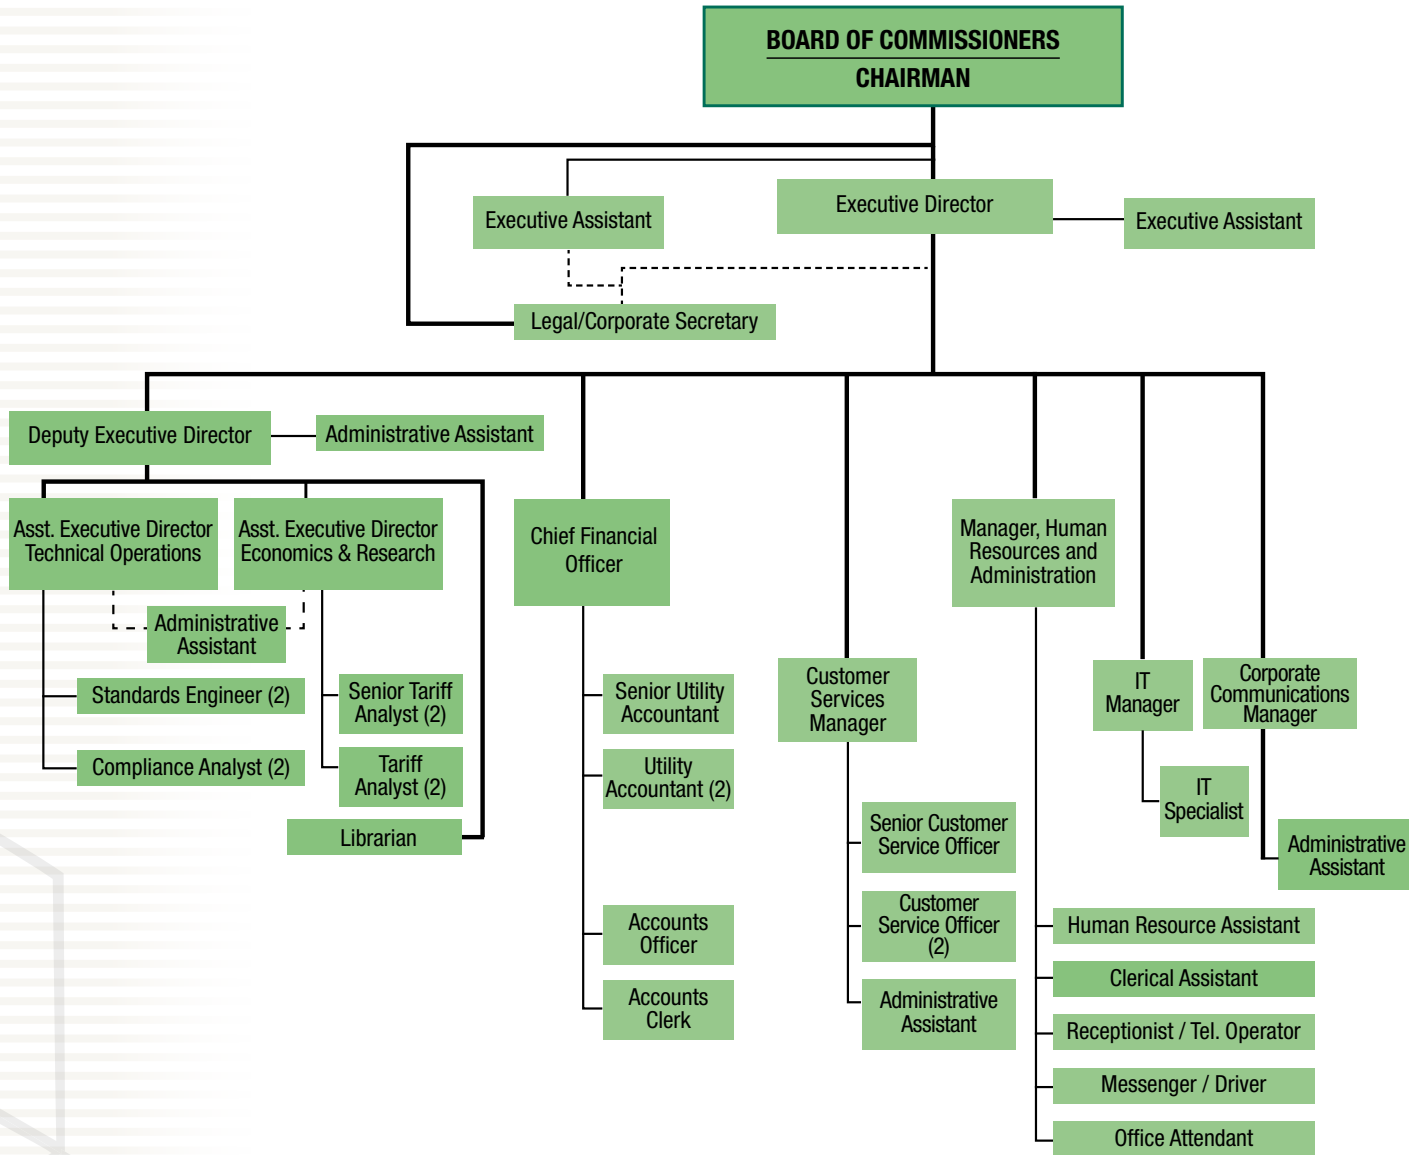 BOARD OF COMMISSIONERS
CHAIRMAN
Executive Assistant
Executive Director
Executive Assistant
Legal/Corporate Secretary
Deputy Executive Director
Administrative Assistant
Asst. Executive Director
Technical Operations
Asst. Executive Director
Economics & Research
Administrative
Assistant
Standards Engineer (2)
Compliance Analyst (2)
Senior Tariff
Analyst (2)
Tariff
Analyst (2)
Librarian
Chief Financial
Officer
Senior Utility
Accountant
Utility
Accountant (2)
Accounts
Officer
Accounts
Clerk
Customer
Services
Manager
Senior Customer
Service Officer
Customer
Service Officer
(2)
Administrative
Assistant
Manager, Human
Resources and
Administration
Human Resource Assistant
Clerical Assistant
Receptionist / Tel. Operator
Messenger / Driver
Office Attendant
IT
Manager
IT
Specialist
Corporate
Communications
Manager
Administrative
Assistant